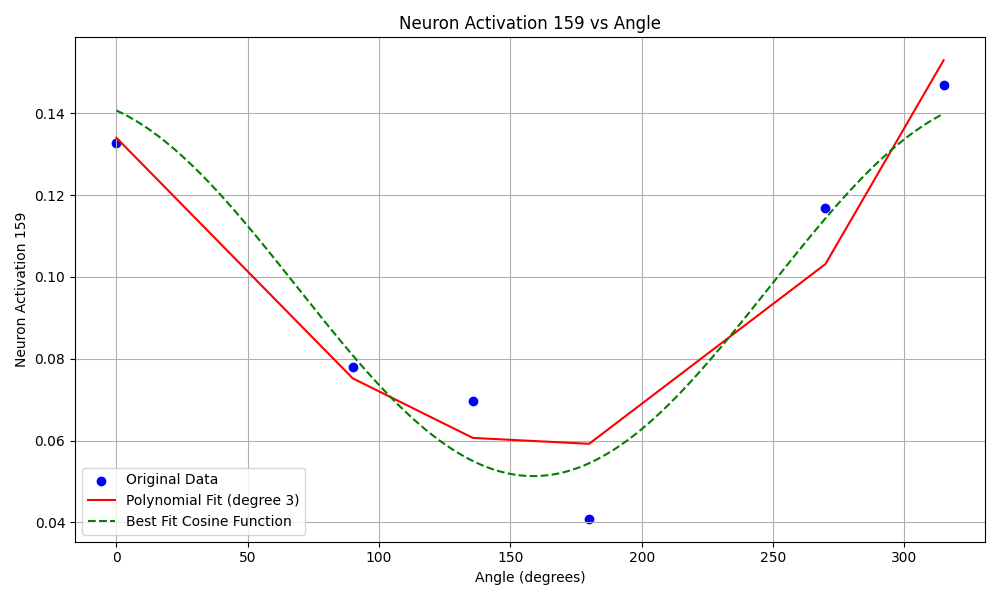 Neuron Activation 159 vs Angle
Neuron Activation 159
0.14
0.12
0.10
0.08
0.06
0.04
Original Data
Polynomial Fit (degree 3)
Best Fit Cosine Function
0 50 100 150 200 250 300
Angle (degrees)